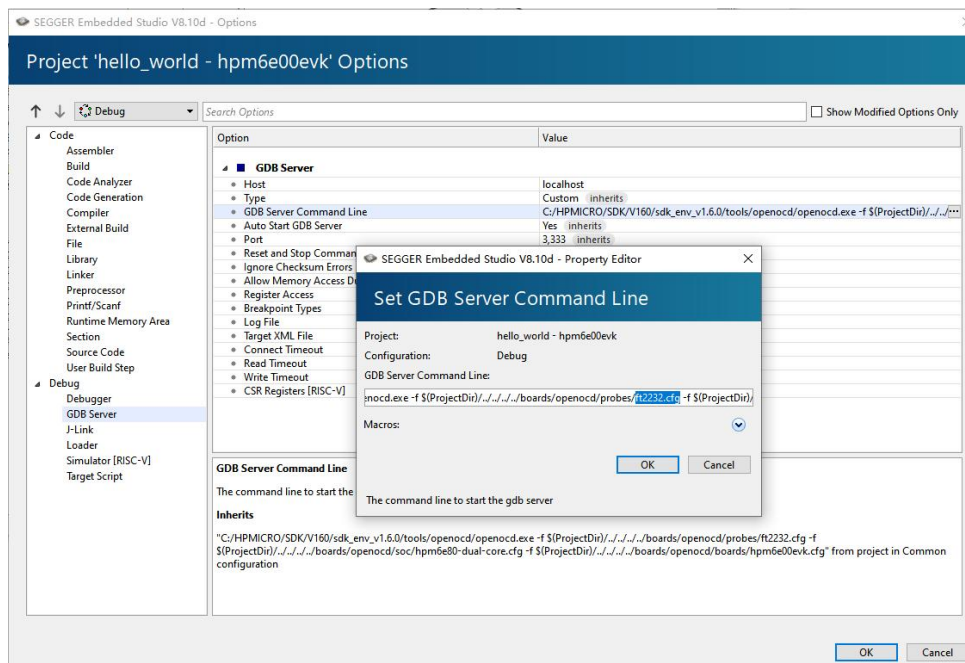 SEGGER Embedded Studio V8.10d - Options
Project 'hello_world - hpm6e00evk' Options
Debug
Search Options
Show Modified Options Only
Code
Assembler
Build
Code Analyzer
Code Generation
Compiler
External Build
File
Library
Linker
Preprocessor
Printf/Scanf
Runtime Memory Area
Section
Source Code
User Build Step
Debug
Debugger
GDB Server
J-Link
Loader
Simulator [RISC-V]
Target Script
Option Value
GDB Server
Host localhost
Type Custom inherits
GDB Server Command Line C:/HPMICRO/SDK/V160/sdk_env_v1.6.0/tools/openocd/openocd.exe -f $(ProjectDir)/../../
Auto Start GDB Server Yes inherits
Port 3,333 inherits
Reset and Stop Comman
Ignore Checksum Errors
Allow Memory Access D
Register Access
Breakpoint Types
Log File
Target XML File
Connect Timeout
Read Timeout
Write Timeout
CSR Registers [RISC-V]
SEGGER Embedded Studio V8.10d - Property Editor
Set GDB Server Command Line
Project: hello_world - hpm6e00evk
Configuration: Debug
GDB Server Command Line:
enocd.exe -f $(ProjectDir)/../../../../boards/openocd/probes/ft2232.cfg -f $(ProjectDir)/
Macros:
OK Cancel
The command line to start the gdb server
GDB Server Command Line
The command line to start the
Inherits
"C:/HPMICRO/SDK/V160/sdk_env_v1.6.0/tools/openocd/openocd.exe -f $(ProjectDir)/../../../../boards/openocd/probes/ft2232.cfg -f
$(ProjectDir)/../../../../boards/openocd/soc/hpm6e80-dual-core.cfg -f $(ProjectDir)/../../../../boards/openocd/boards/hpm6e00evk.cfg" from project in Common
configuration
OK Cancel